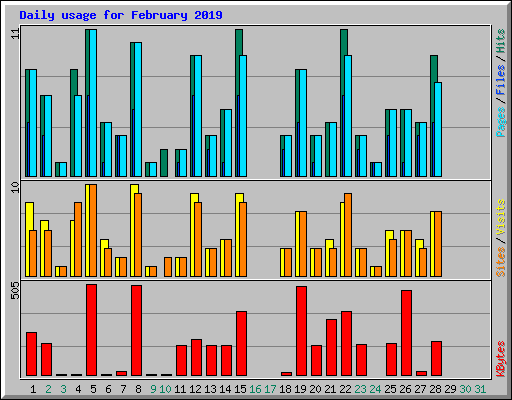 Daily usage for February 2019
11
Pages / Files / Hits
10
Sites / Visits
505
KBytes
1 2 3 4 5 6 7 8 9 10 11 12 13 14 15 16 17 18 19 20 21 22 23 24 25 26 27 28 29 30 31